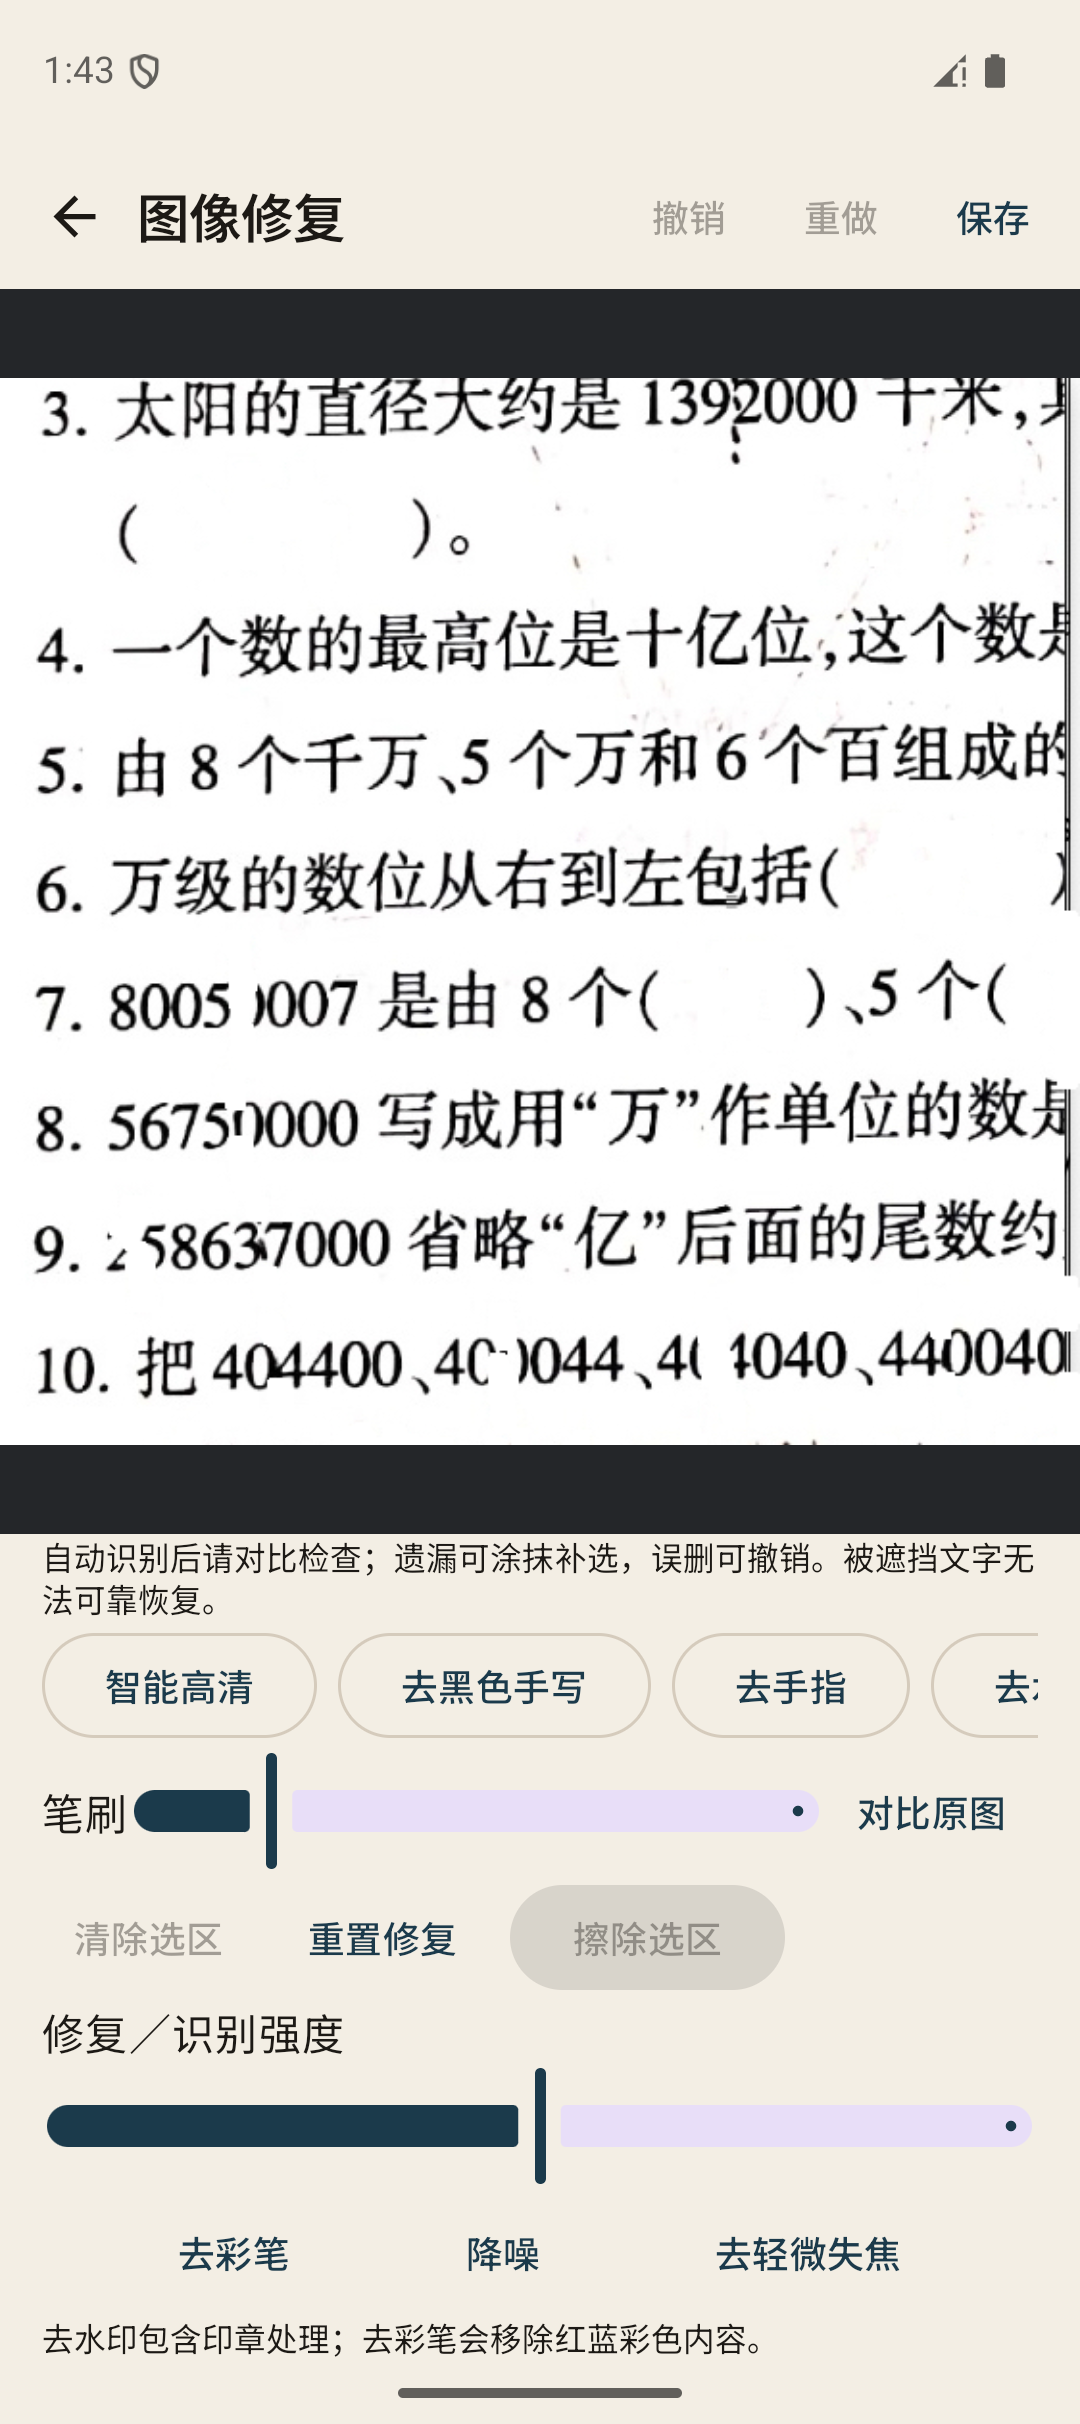 1:43
图像修复 撤销 重做 保存
3. 太阳的直径大约是 1392000 千米,
( )。
4. 一个数的最高位是十亿位,这个数是
5. 由 8 个千万、5 个万和 6 个百组成的
6. 万级的数位从右到左包括( )
7. 8005 007 是由 8 个( )、5 个(
8. 5675 0000 写成用“万”作单位的数是
9. 58637000 省略“亿”后面的尾数约
10. 把 404400、40 044、4 4040、440040
自动识别后请对比检查；遗漏可涂抹补选，误删可撤销。被遮挡文字无
法可靠恢复。
智能高清 去黑色手写 去手指 去
笔刷 对比原图
清除选区 重置修复 擦除选区
修复／识别强度
去彩笔 降噪 去轻微失焦
去水印包含印章处理；去彩笔会移除红蓝彩色内容。